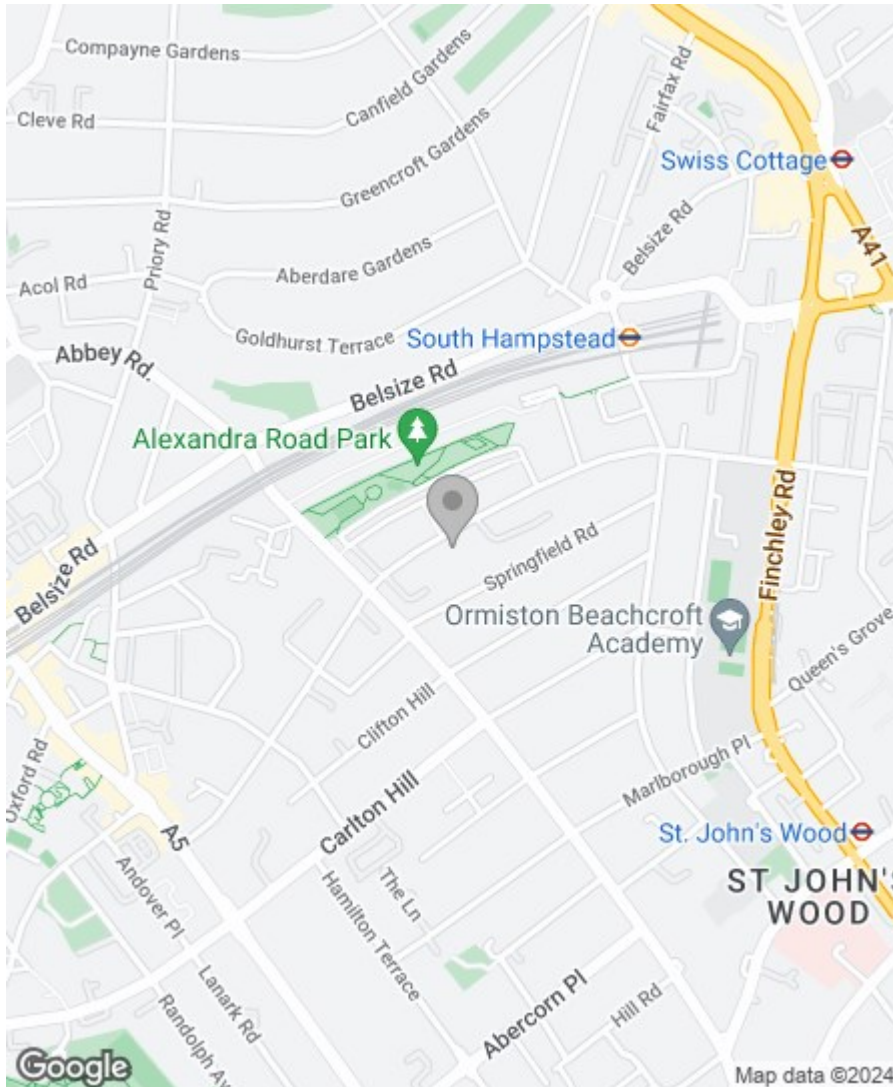 Compayne Gardens
Canfield Gardens
Cleve Rd
Fairfax Rd
Greencroft Gardens
Swiss Cottage
Priory Rd
Belsize Rd
Aberdare Gardens
A41
Acol Rd
Goldhurst Terrace
South Hampstead
Abbey Rd.
Belsize Rd
Alexandra Road Park
Belsize Rd
Springfield Rd
Finchley Rd
Ormiston Beachcroft
Academy
Queen's Grove
Clifton Hill
Oxford Rd
Marlborough Pl
A5
Carlton Hill
St. John's Wood
Andover Pl
The Ln
Hamilton Terrace
ST JOHN'S
WOOD
Lanark Rd
Randolph Av
Abercorn Pl
Hill Rd
Google
Map data ©2024